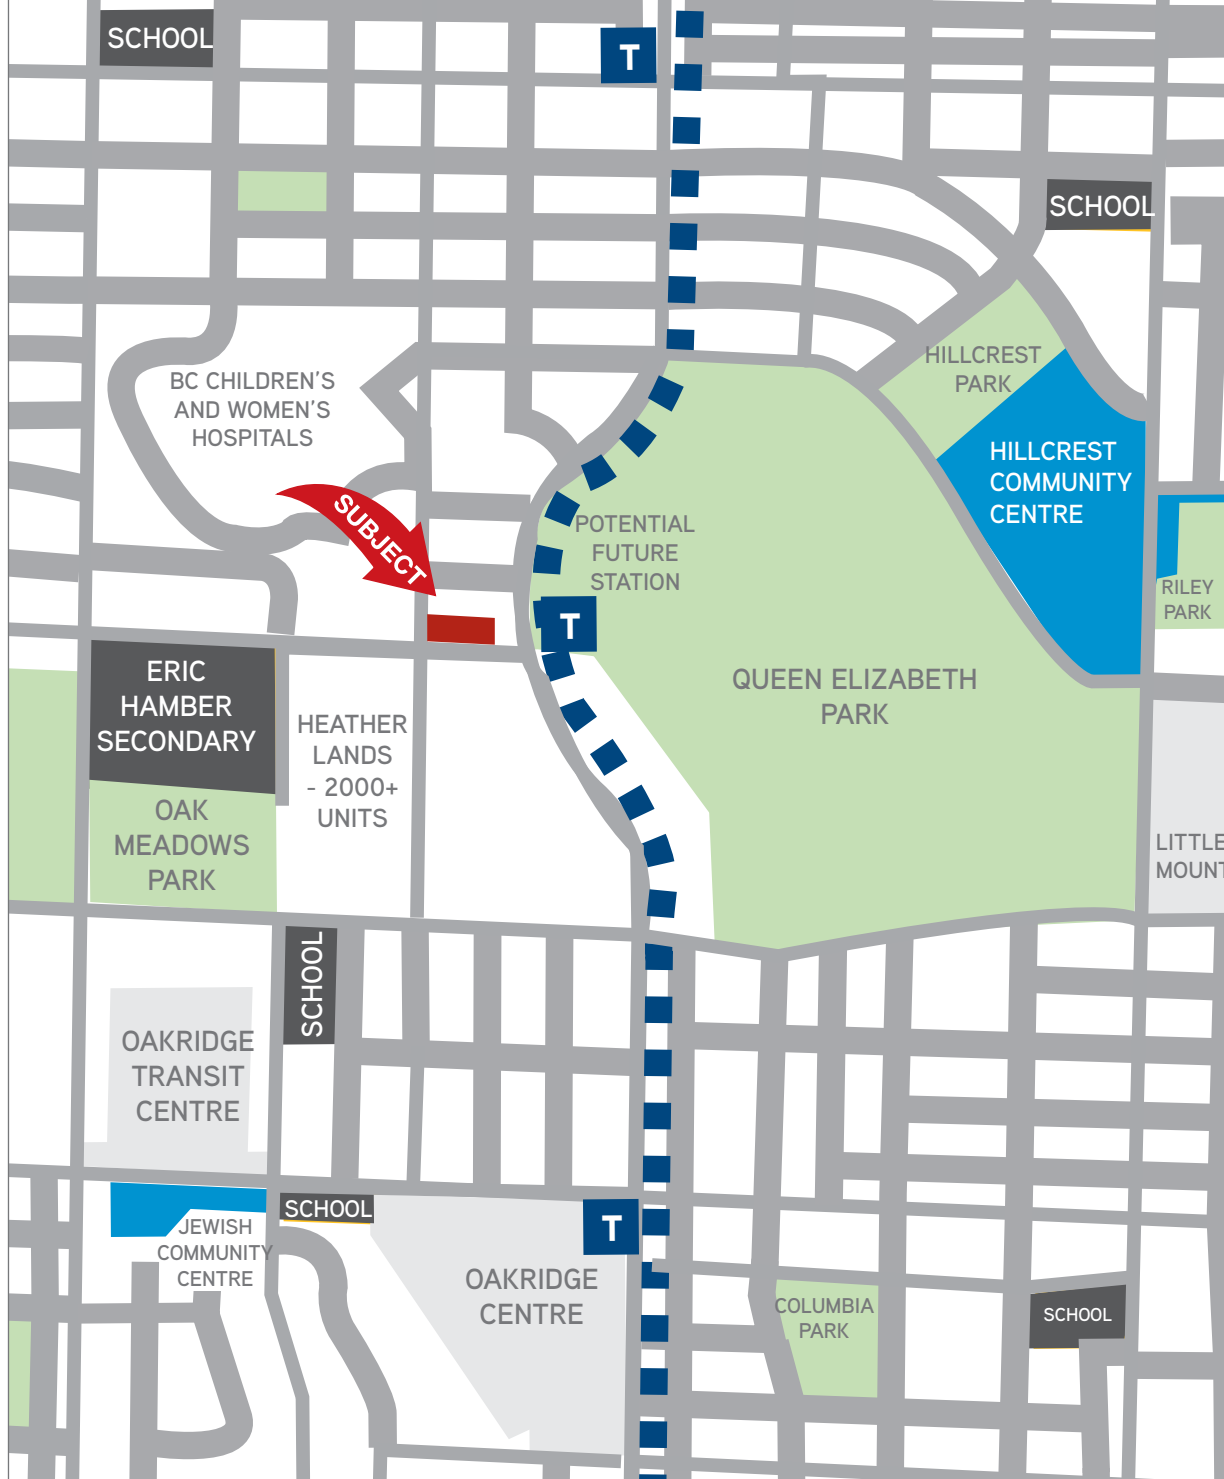 SCHOOL
T
SCHOOL
HILLCREST
PARK
BC CHILDREN'S
AND WOMEN'S
HOSPITALS
HILLCREST
COMMUNITY
CENTRE
SUBJECT
POTENTIAL
FUTURE
STATION
T
RILEY
PARK
ERIC
HAMBER
SECONDARY
HEATHER
LANDS
- 2000+
UNITS
QUEEN ELIZABETH
PARK
OAK
MEADOWS
PARK
LITTLE
MOUNT
SCHOOL
OAKRIDGE
TRANSIT
CENTRE
SCHOOL
T
JEWISH
COMMUNITY
CENTRE
OAKRIDGE
CENTRE
COLUMBIA
PARK
SCHOOL